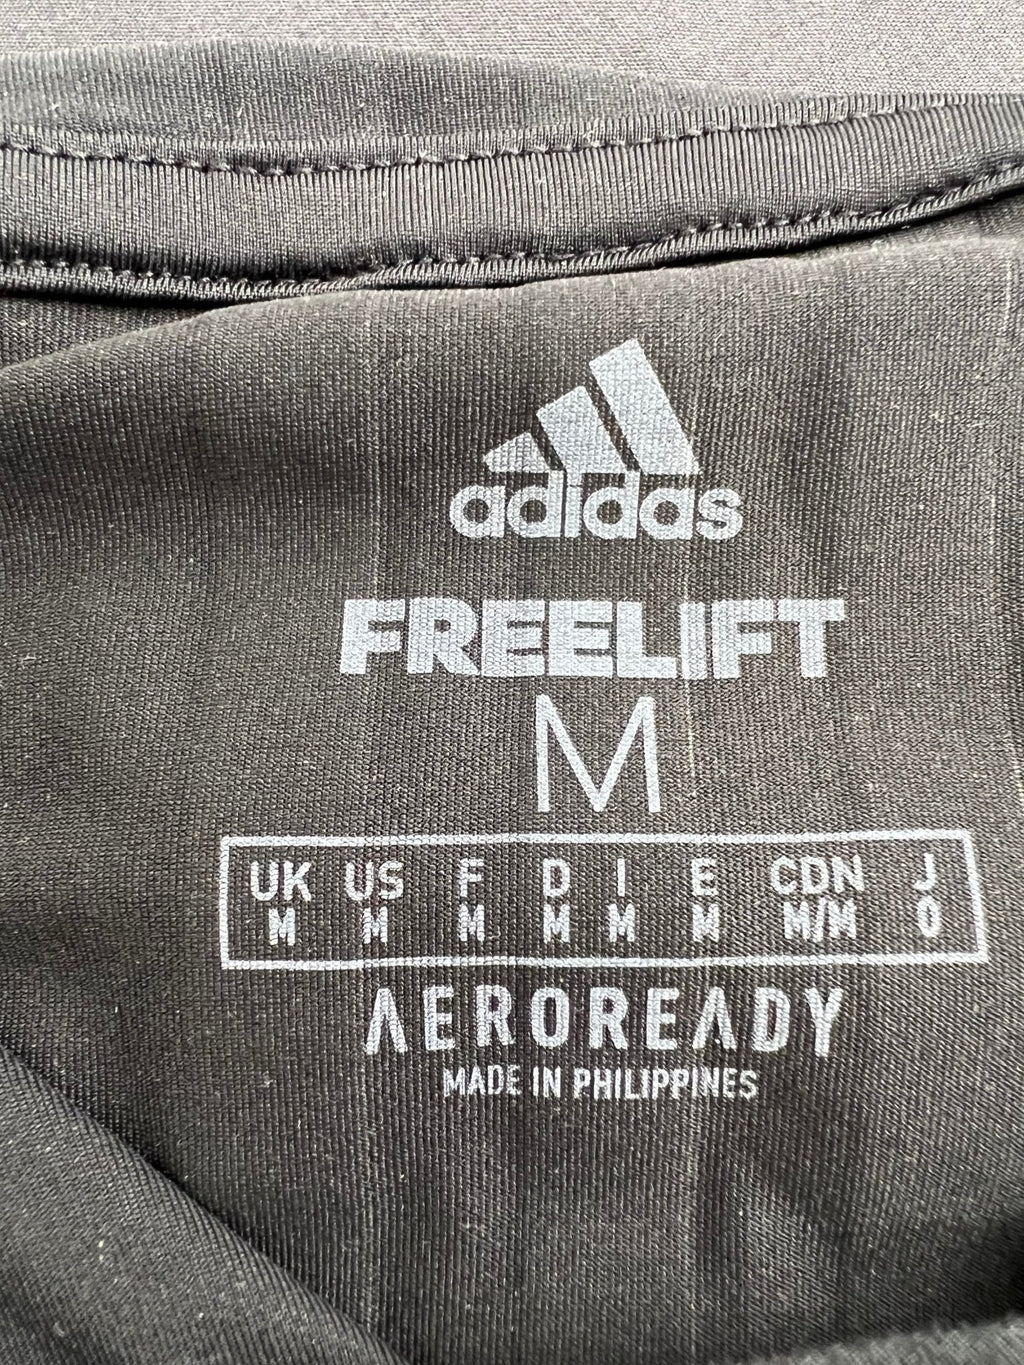 adidas
FREELIFT
M
UK US F D I E CDN J
M M M M M M M/M O
AEROREADY
MADE IN PHILIPPINES